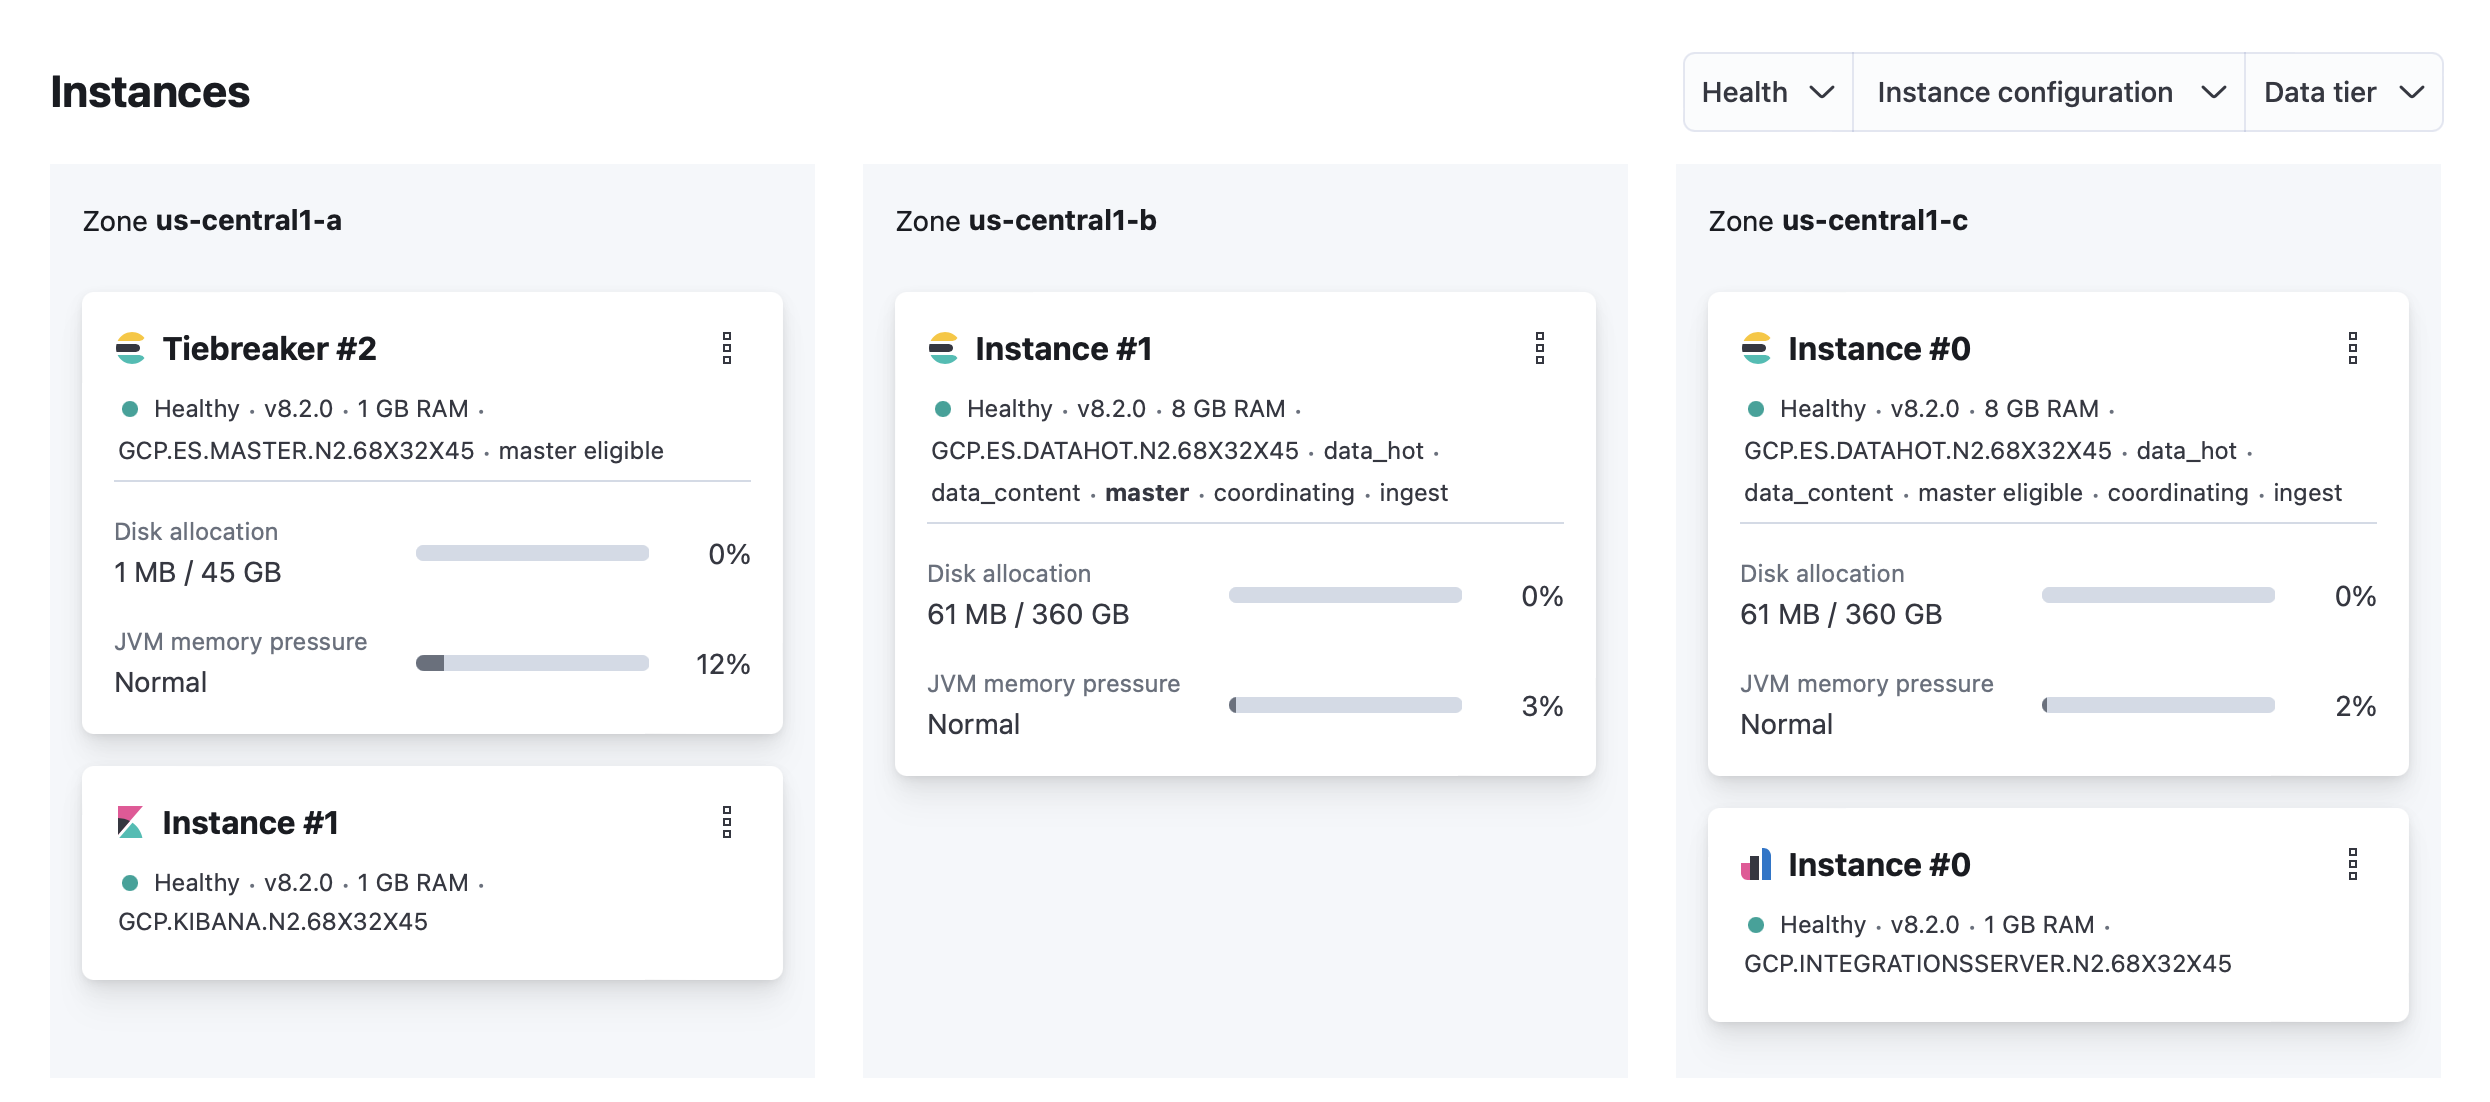 Instances
Health
Instance configuration
Data tier
Zone us-central1-a
Tiebreaker #2
Healthy · v8.2.0 · 1 GB RAM ·
GCP.ES.MASTER.N2.68X32X45 · master eligible
Disk allocation
1 MB / 45 GB
0%
JVM memory pressure
Normal
12%
Instance #1
Healthy · v8.2.0 · 1 GB RAM ·
GCP.KIBANA.N2.68X32X45
Zone us-central1-b
Instance #1
Healthy · v8.2.0 · 8 GB RAM ·
GCP.ES.DATAHOT.N2.68X32X45 · data_hot ·
data_content · master · coordinating · ingest
Disk allocation
61 MB / 360 GB
0%
JVM memory pressure
Normal
3%
Zone us-central1-c
Instance #0
Healthy · v8.2.0 · 8 GB RAM ·
GCP.ES.DATAHOT.N2.68X32X45 · data_hot ·
data_content · master eligible · coordinating · ingest
Disk allocation
61 MB / 360 GB
0%
JVM memory pressure
Normal
2%
Instance #0
Healthy · v8.2.0 · 1 GB RAM ·
GCP.INTEGRATIONSSERVER.N2.68X32X45